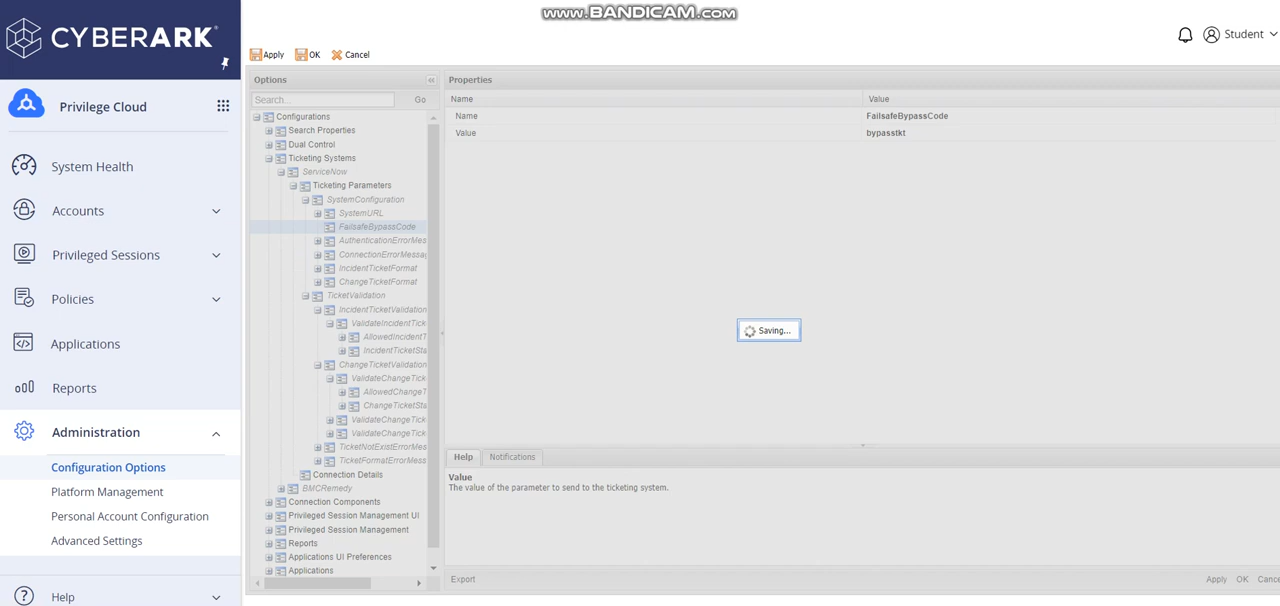 www.BANDICAM.com
CYBERARK
Student
Privilege Cloud
System Health
Accounts
Privileged Sessions
Policies
Applications
Reports
Administration
Configuration Options
Platform Management
Personal Account Configuration
Advanced Settings
Help
Apply OK Cancel
Options
Search... Go
Configurations
Search Properties
Dual Control
Ticketing Systems
ServiceNow
Ticketing Parameters
SystemConfiguration
SystemURL
FailsafeBypassCode
AuthenticationErrorMes
ConnectionErrorMessag
IncidentTicketFormat
ChangeTicketFormat
TicketValidation
IncidentTicketValidation
ValidateIncidentTick
AllowedIncidentT
IncidentTicketSta
ChangeTicketValidation
ValidateChangeTick
AllowedChangeT
ChangeTicketSta
ValidateChangeTick
ValidateChangeTick
TicketNotExistErrorMes
TicketFormatErrorMess
Connection Details
BMCRemedy
Connection Components
Privileged Session Management UI
Privileged Session Management
Reports
Applications UI Preferences
Applications
Properties
Name Value
Name FailsafeBypassCode
Value bypasstkt
Saving...
Help Notifications
Value
The value of the parameter to send to the ticketing system.
Export Apply OK Cance